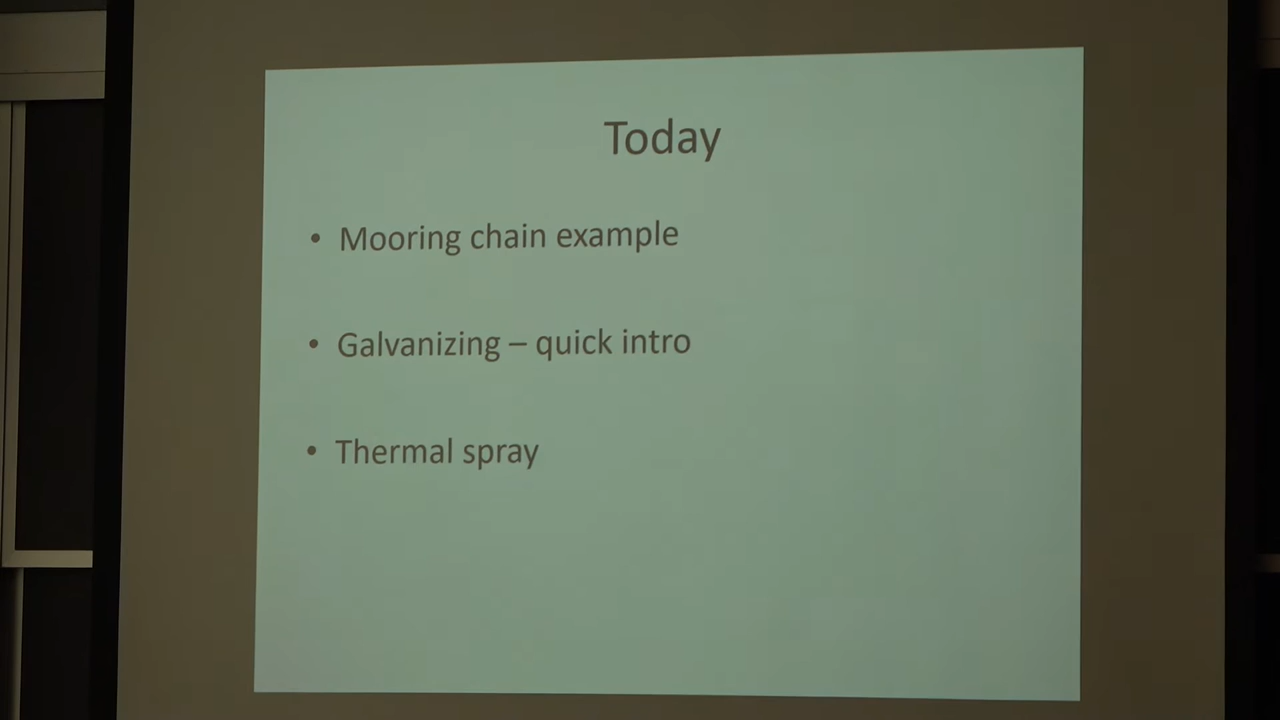 Today
• Mooring chain example
• Galvanizing – quick intro
• Thermal spray